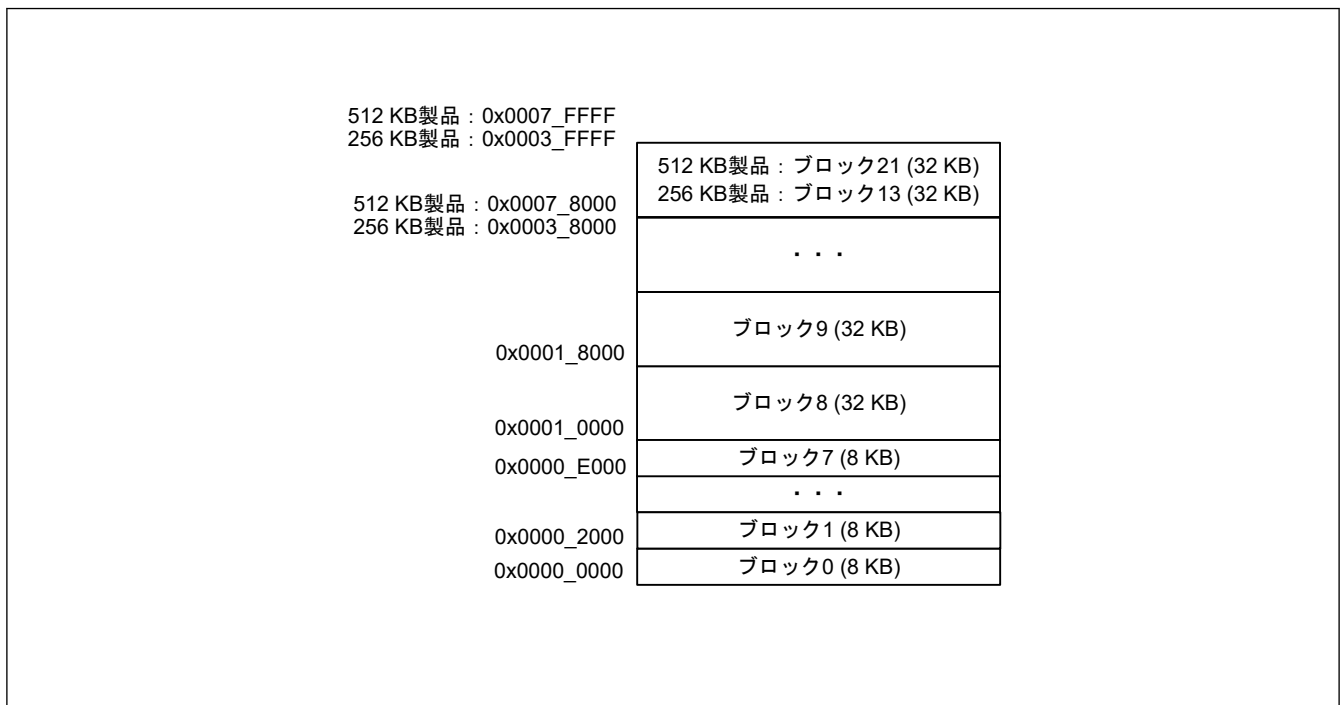 512 KB製品：0x0007_FFFF
256 KB製品：0x0003_FFFF
512 KB製品：ブロック21 (32 KB)
256 KB製品：ブロック13 (32 KB)
512 KB製品：0x0007_8000
256 KB製品：0x0003_8000
・・・
ブロック9 (32 KB)
0x0001_8000
ブロック8 (32 KB)
0x0001_0000
ブロック7 (8 KB)
0x0000_E000
・・・
ブロック1 (8 KB)
0x0000_2000
ブロック0 (8 KB)
0x0000_0000